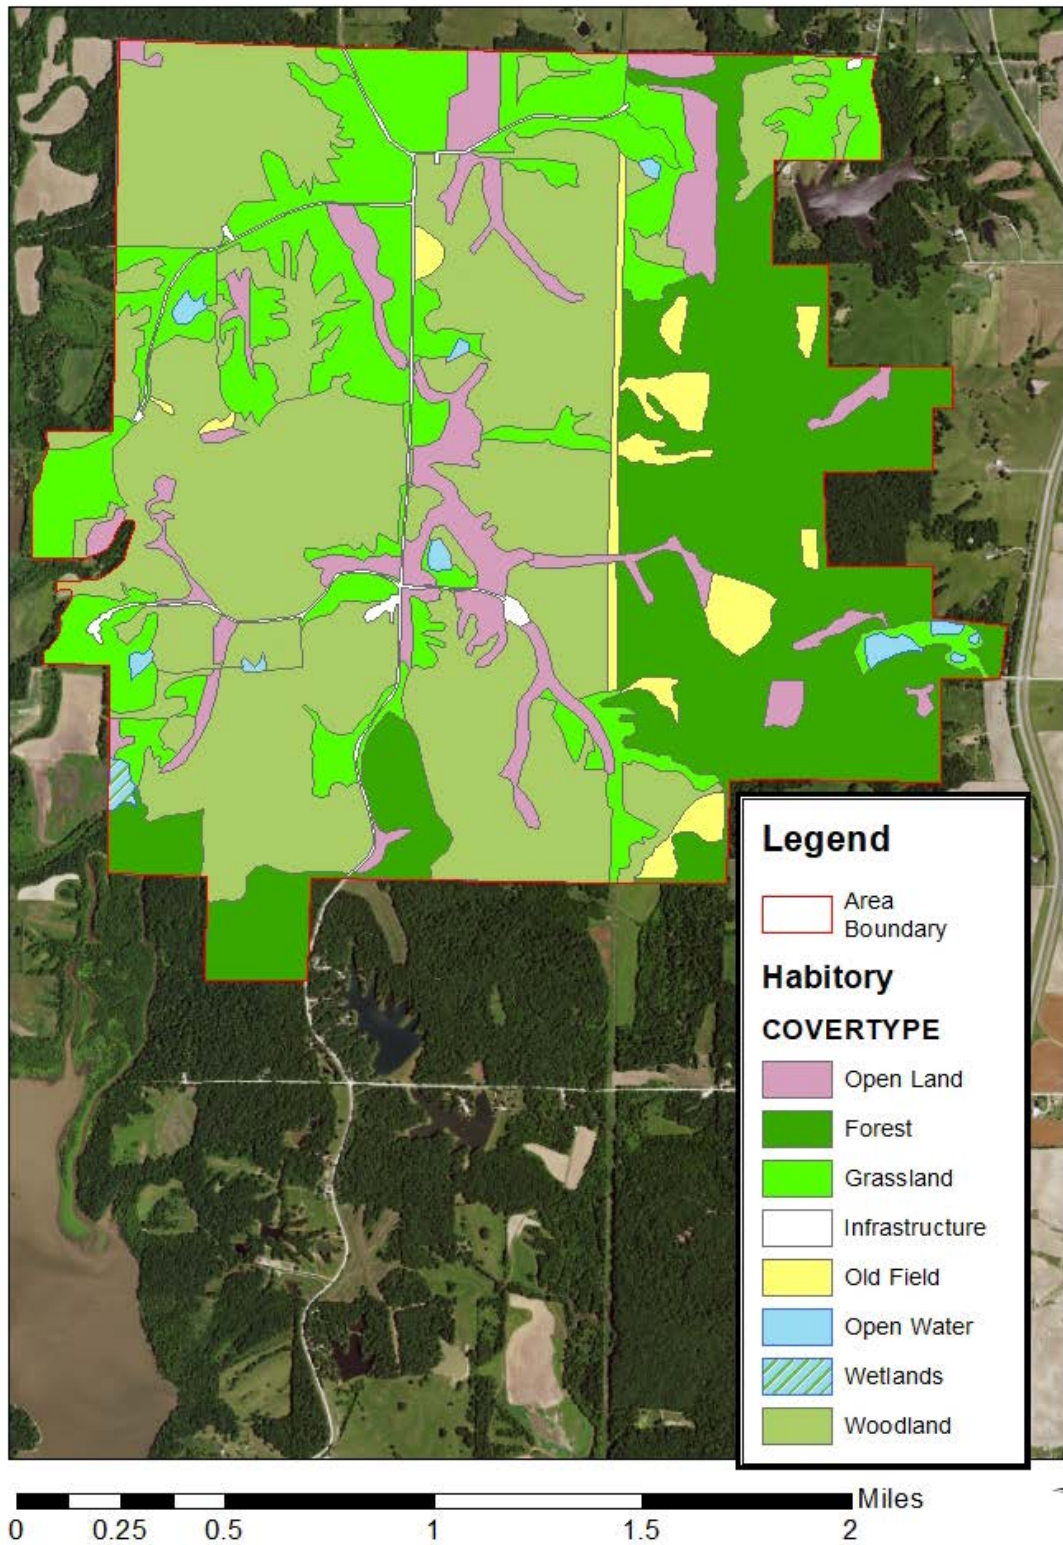 Legend
Area
Boundary
Habitory
COVERTYPE
Open Land
Forest
Grassland
Infrastructure
Old Field
Open Water
Wetlands
Woodland
Miles
0 0.25 0.5 1 1.5 2